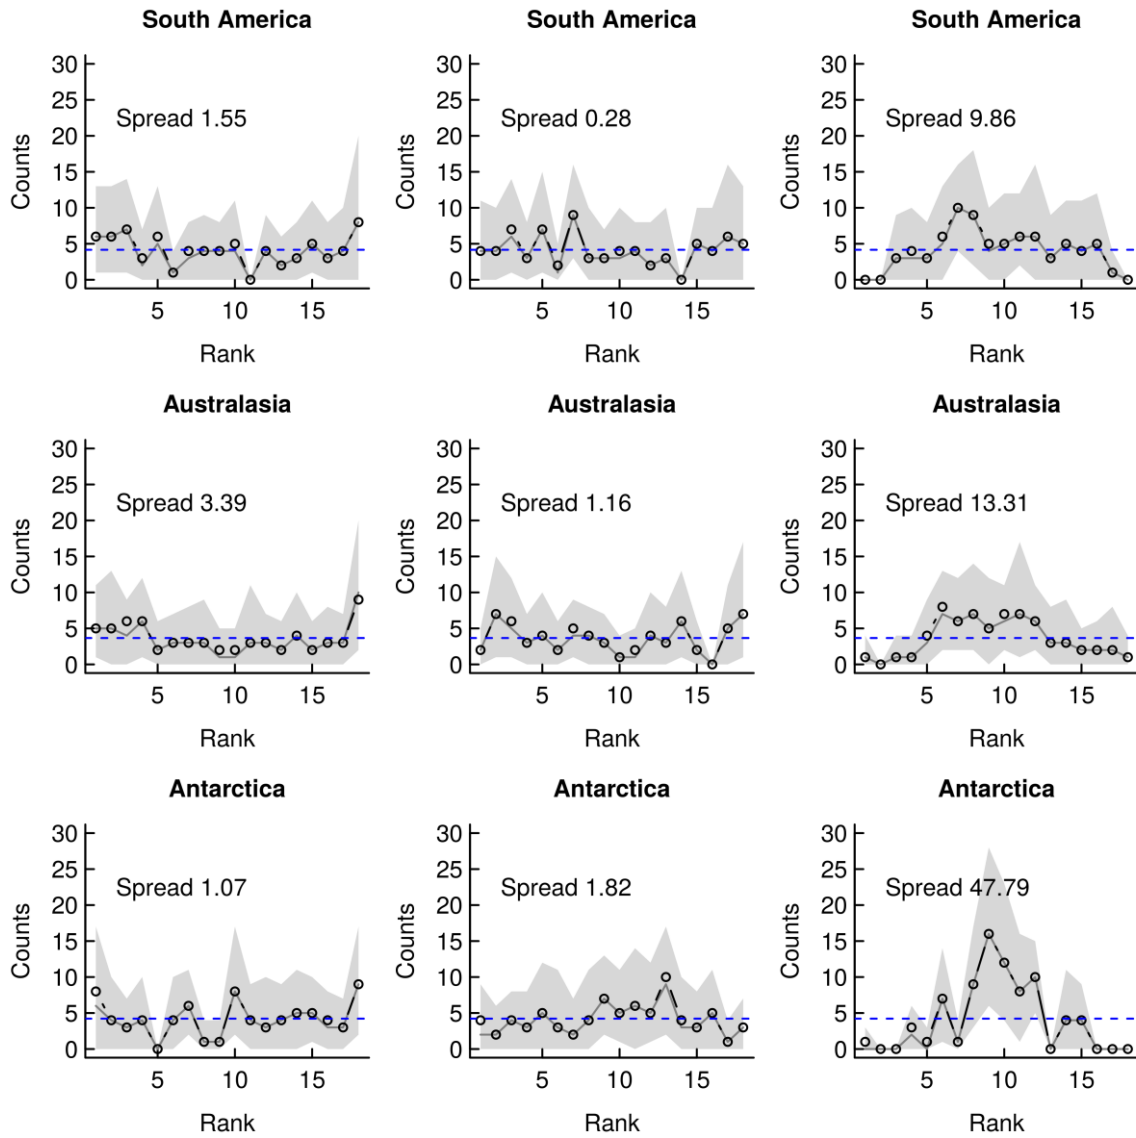 South America
30
25
20
15
10
5
0
Counts
Spread 1.55
5 10 15
Rank
South America
30
25
20
15
10
5
0
Counts
Spread 0.28
5 10 15
Rank
South America
30
25
20
15
10
5
0
Counts
Spread 9.86
5 10 15
Rank
Australasia
30
25
20
15
10
5
0
Counts
Spread 3.39
5 10 15
Rank
Australasia
30
25
20
15
10
5
0
Counts
Spread 1.16
5 10 15
Rank
Australasia
30
25
20
15
10
5
0
Counts
Spread 13.31
5 10 15
Rank
Antarctica
30
25
20
15
10
5
0
Counts
Spread 1.07
5 10 15
Rank
Antarctica
30
25
20
15
10
5
0
Counts
Spread 1.82
5 10 15
Rank
Antarctica
30
25
20
15
10
5
0
Counts
Spread 47.79
5 10 15
Rank